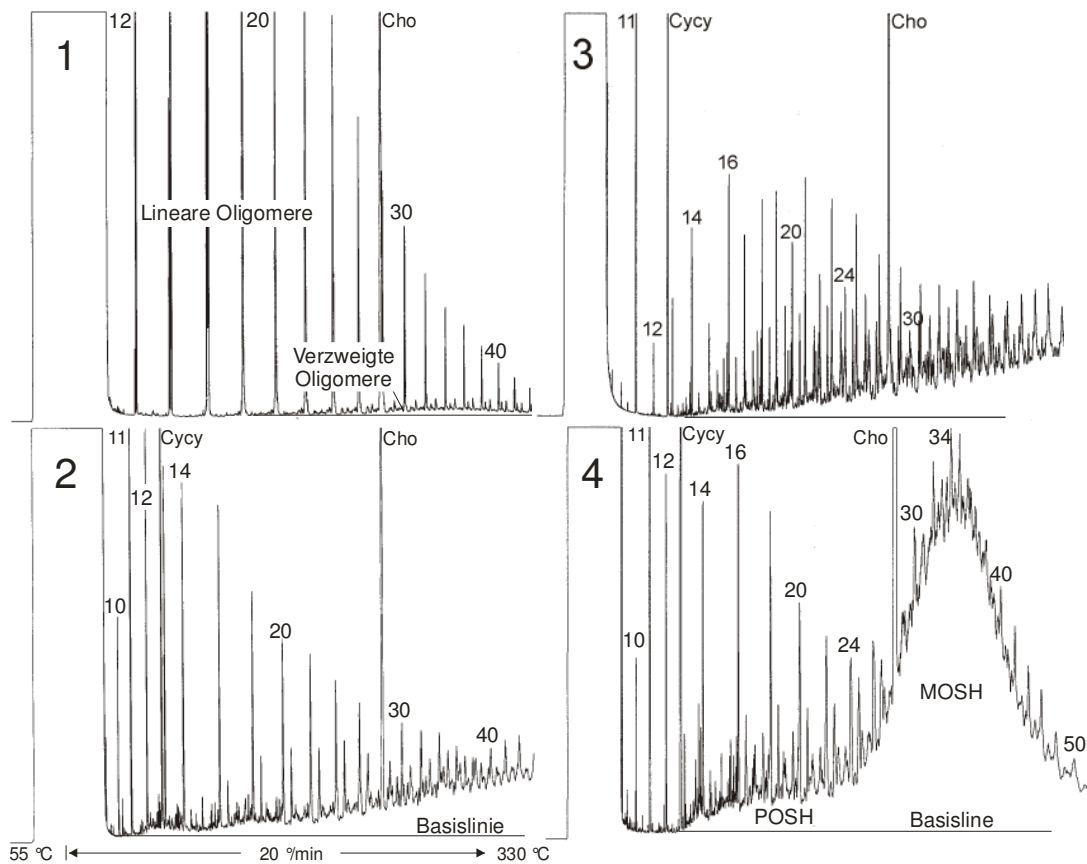 1
12
20
Cho
Lineare Oligomere
30
Verzweigte
Oligomere
40
3
11
Cycy
Cho
16
14
20
24
12
30
2
11
Cycy
Cho
14
12
10
20
30
40
Basislinie
4
11
Cycy
Cho
34
12
16
14
30
40
20
10
24
MOSH
50
POSH
Basisline
55 °C
20 °/min
330 °C